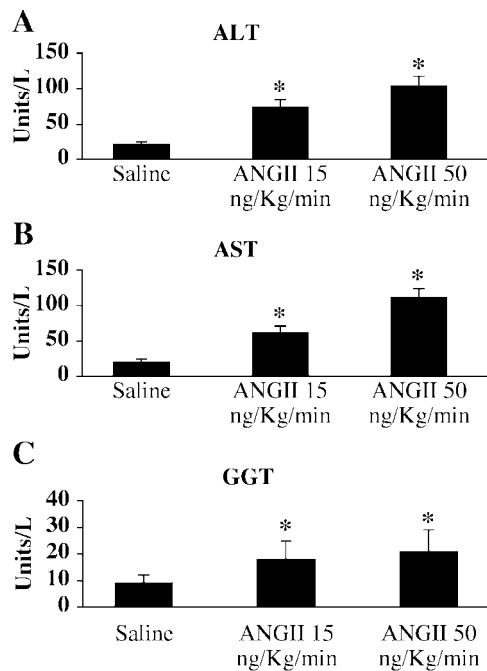 A
ALT
Units/L
150
100
50
0
*
*
Saline
ANGII 15
ng/Kg/min
ANGII 50
ng/Kg/min
B
AST
Units/L
150
100
50
0
*
*
Saline
ANGII 15
ng/Kg/min
ANGII 50
ng/Kg/min
C
GGT
Units/L
40
30
20
10
0
*
*
Saline
ANGII 15
ng/Kg/min
ANGII 50
ng/Kg/min